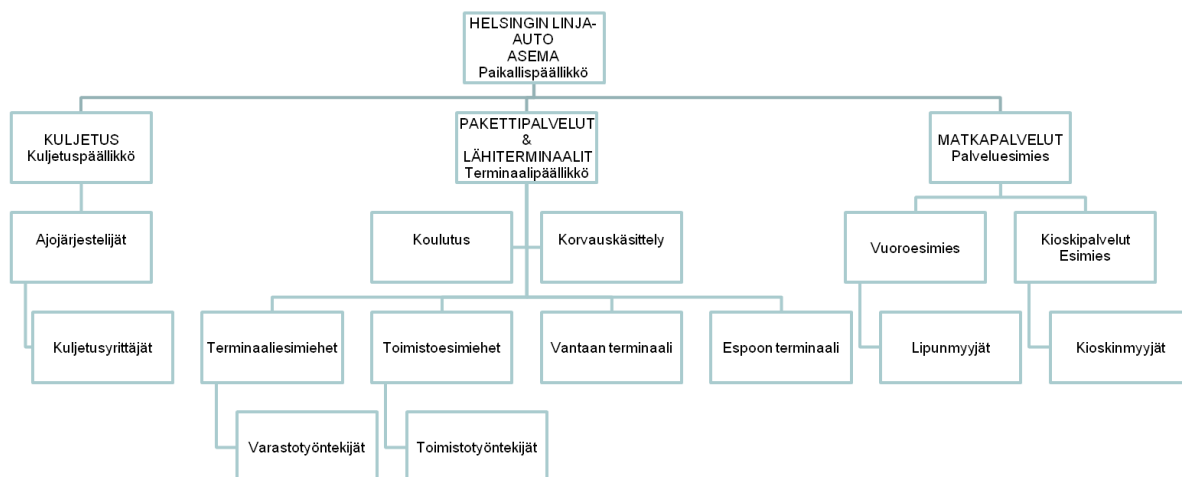 HELSINGIN LINJA-
AUTO
ASEMA
Paikallispäällikkö
KULJETUS
Kuljetuspäällikkö
PAKETTIPALVELUT
&
LÄHITERMINAALIT
Terminaalipäällikkö
MATKAPALVELUT
Palveluesimies
Ajojärjestelijät
Koulutus
Korvauskäsittely
Vuoroesimies
Kioskipalvelut
Esimies
Kuljetusyrittäjät
Terminaaliesimiehet
Toimistoesimiehet
Vantaan terminaali
Espoon terminaali
Lipunmyyjät
Kioskinmyyjät
Varastotyöntekijät
Toimistotyöntekijät